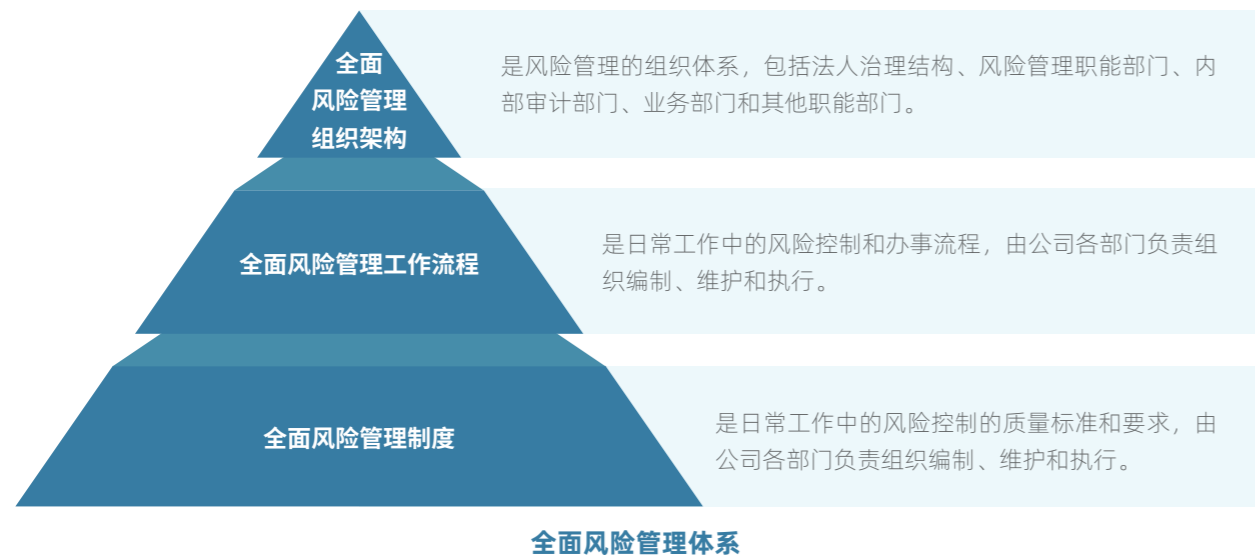 全面
风险管理
组织架构
是风险管理的组织体系，包括法人治理结构、风险管理职能部门、内
部审计部门、业务部门和其他职能部门。
全面风险管理工作流程
是日常工作中的风险控制和办事流程，由公司各部门负责组
织编制、维护和执行。
全面风险管理制度
是日常工作中的风险控制的质量标准和要求，由
公司各部门负责组织编制、维护和执行。
全面风险管理体系